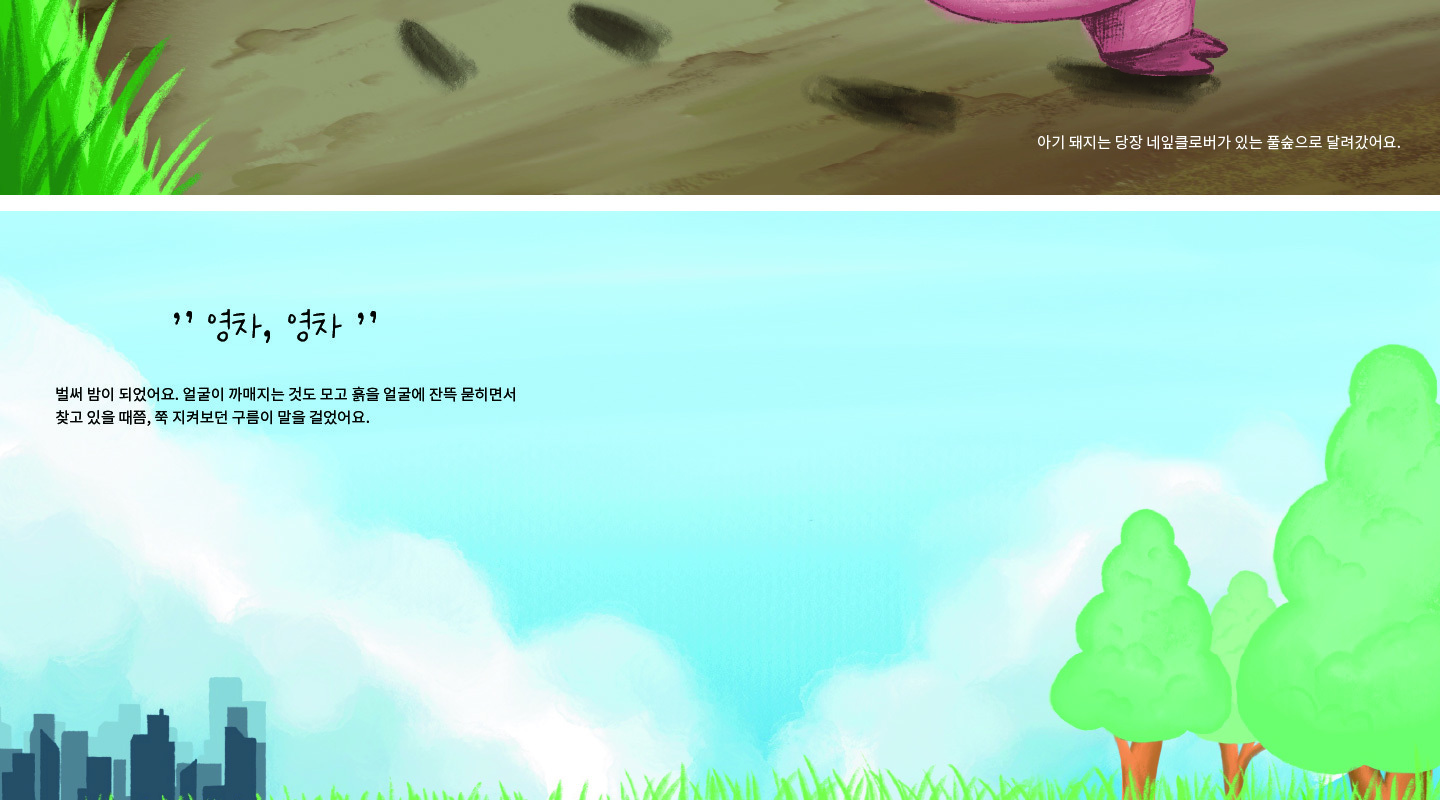 아기 돼지는 당장 네잎클로버가 있는 풀숲으로 달려갔어요.
" 영차, 영차 "
벌써 밤이 되었어요. 얼굴이 까매지는 것도 모고 흙을 얼굴에 잔뜩 묻히면서
찾고 있을 때쯤, 쭉 지켜보던 구름이 말을 걸었어요.